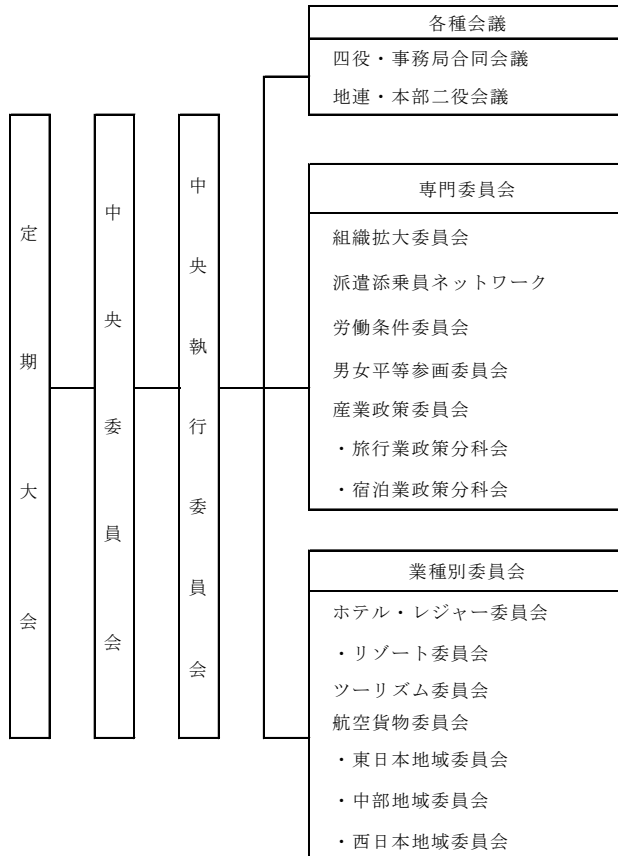 定期大会
中央委員会
中央執行委員会
各種会議
四役・事務局合同会議
地連・本部二役会議
専門委員会
組織拡大委員会
派遣添乗員ネットワーク
労働条件委員会
男女平等参画委員会
産業政策委員会
・旅行業政策分科会
・宿泊業政策分科会
業種別委員会
ホテル・レジャー委員会
・リゾート委員会
ツーリズム委員会
航空貨物委員会
・東日本地域委員会
・中部地域委員会
・西日本地域委員会